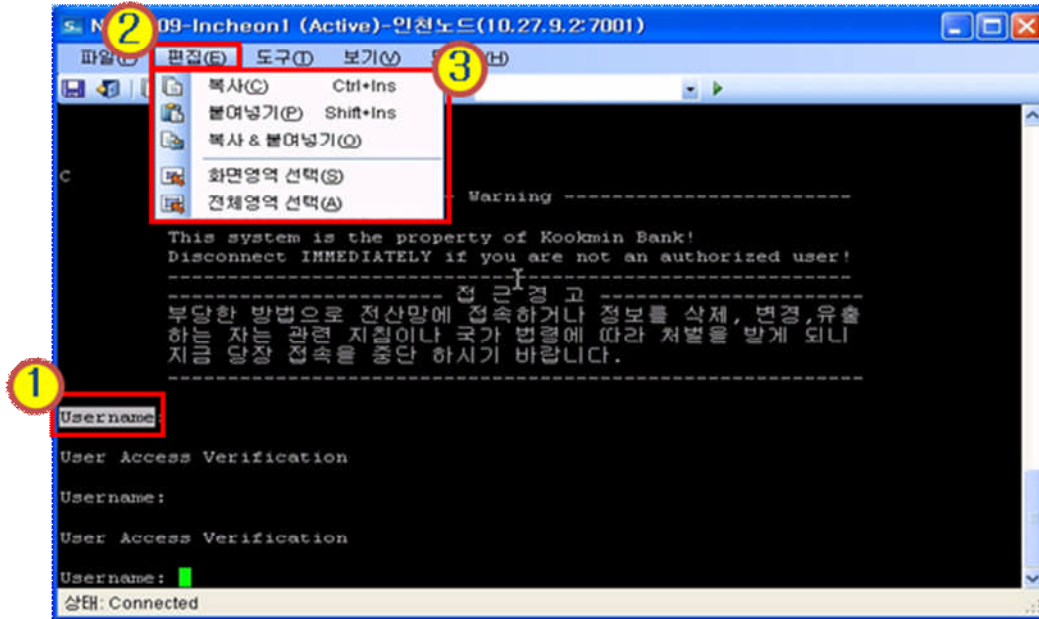 2
09-Incheon1 (Active)-인천노드(10.27.9.2:7001)
편집(E) 도구(T) 보기(V) (H)
3
복사(C) Ctrl+Ins
붙여넣기(P) Shift+Ins
복사 & 붙여넣기(O)
화면영역 선택(S)
전체영역 선택(A)
C
-- Warning ------------------------
This system is the property of Kookmin Bank!
Disconnect IMMEDIATELY if you are not an authorized user!
----------------------------------------------------------
----------------------- 접 근 경 고 ----------------------
부당한 방법으로 전산망에 접속하거나 정보를 삭제,변경,유출
하는 자는 관련 지침이나 국가 법령에 따라 처벌을 받게 되니
지금 당장 접속을 중단 하시기 바랍니다.
-----------------------------------------------------------
1
Username:
User Access Verification
Username:
User Access Verification
Username:
상태: Connected